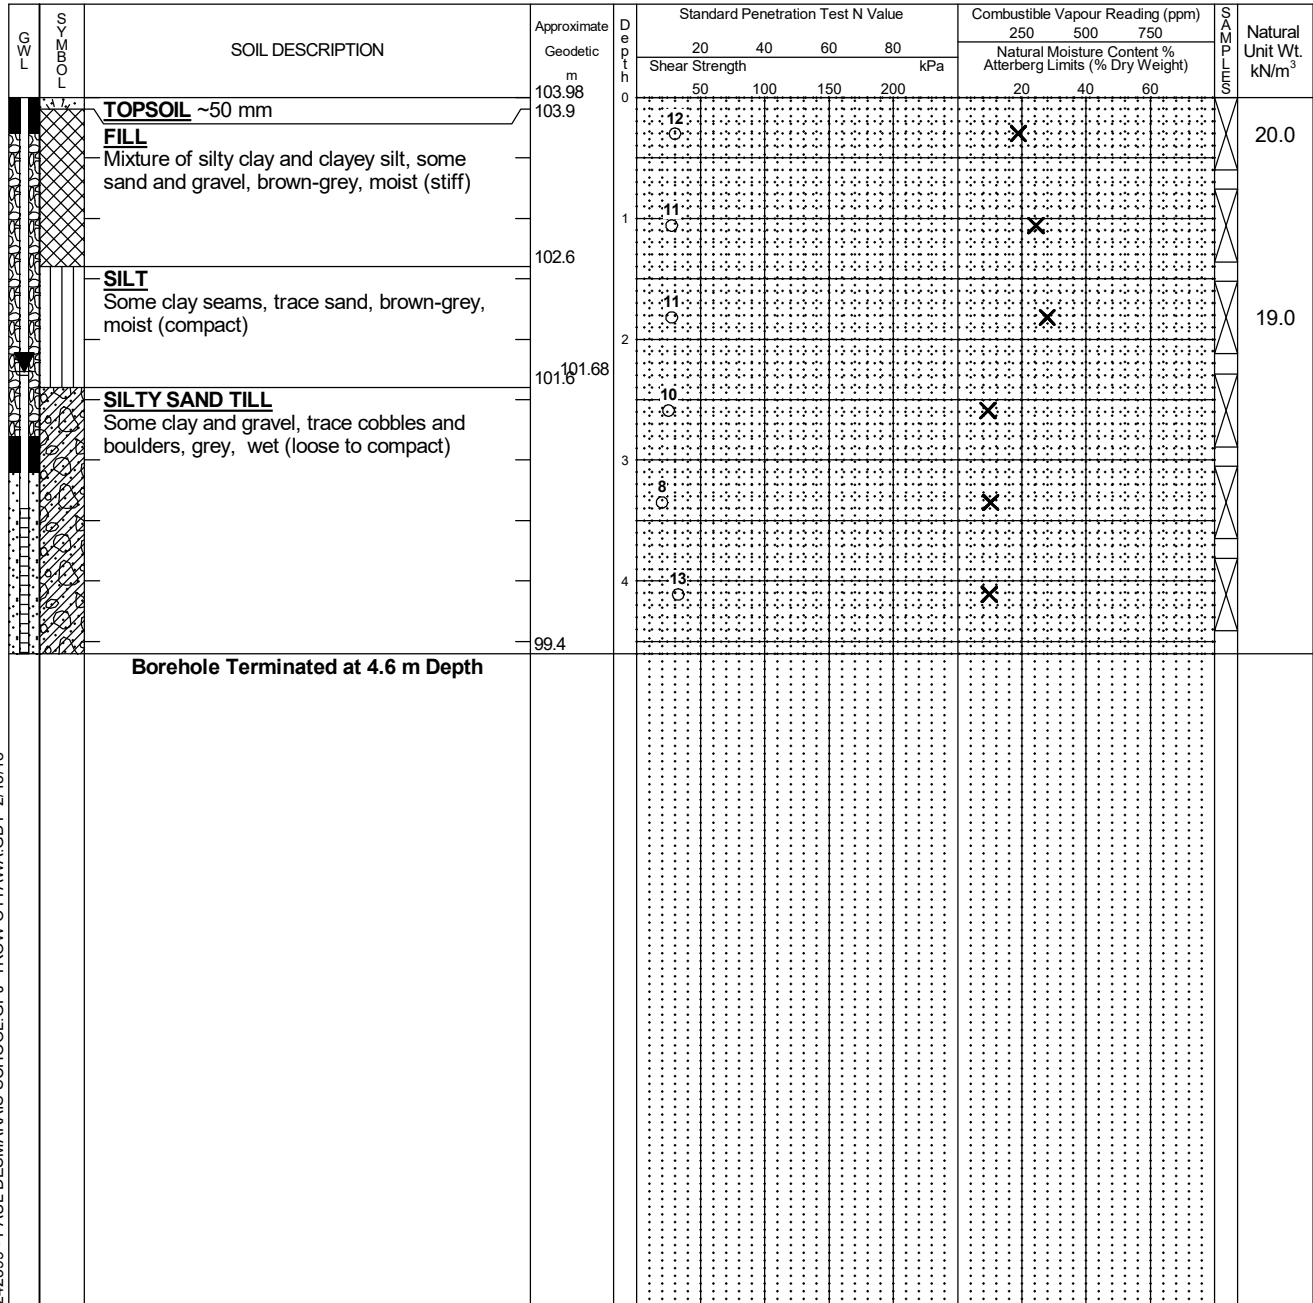 GWL
SYMBOL
SOIL DESCRIPTION
Approximate
Geodetic
m
103.98
Depth
Standard Penetration Test N Value
20 40 60 80
Shear Strength kPa
50 100 150 200
Combustible Vapour Reading (ppm)
250 500 750
Natural Moisture Content %
Atterberg Limits (% Dry Weight)
20 40 60
SAMPLES
Natural
Unit Wt.
kN/m³
0
TOPSOIL ~50 mm
103.9
FILL
Mixture of silty clay and clayey silt, some
sand and gravel, brown-grey, moist (stiff)
12
20.0
1
11
102.6
SILT
Some clay seams, trace sand, brown-grey,
moist (compact)
11
19.0
2
101.68
101.6
SILTY SAND TILL
Some clay and gravel, trace cobbles and
boulders, grey, wet (loose to compact)
10
3
8
4
13
99.4
Borehole Terminated at 4.6 m Depth